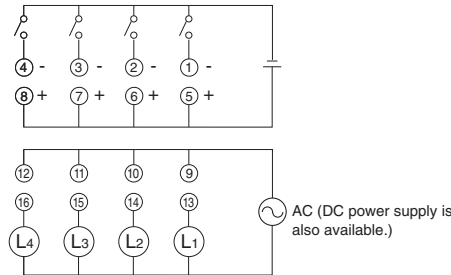 4 - 3 - 2 - 1 -
8 + 7 + 6 + 5 +
12 11 10 9
16 15 14 13
AC (DC power supply is
also available.)
L4 L3 L2 L1